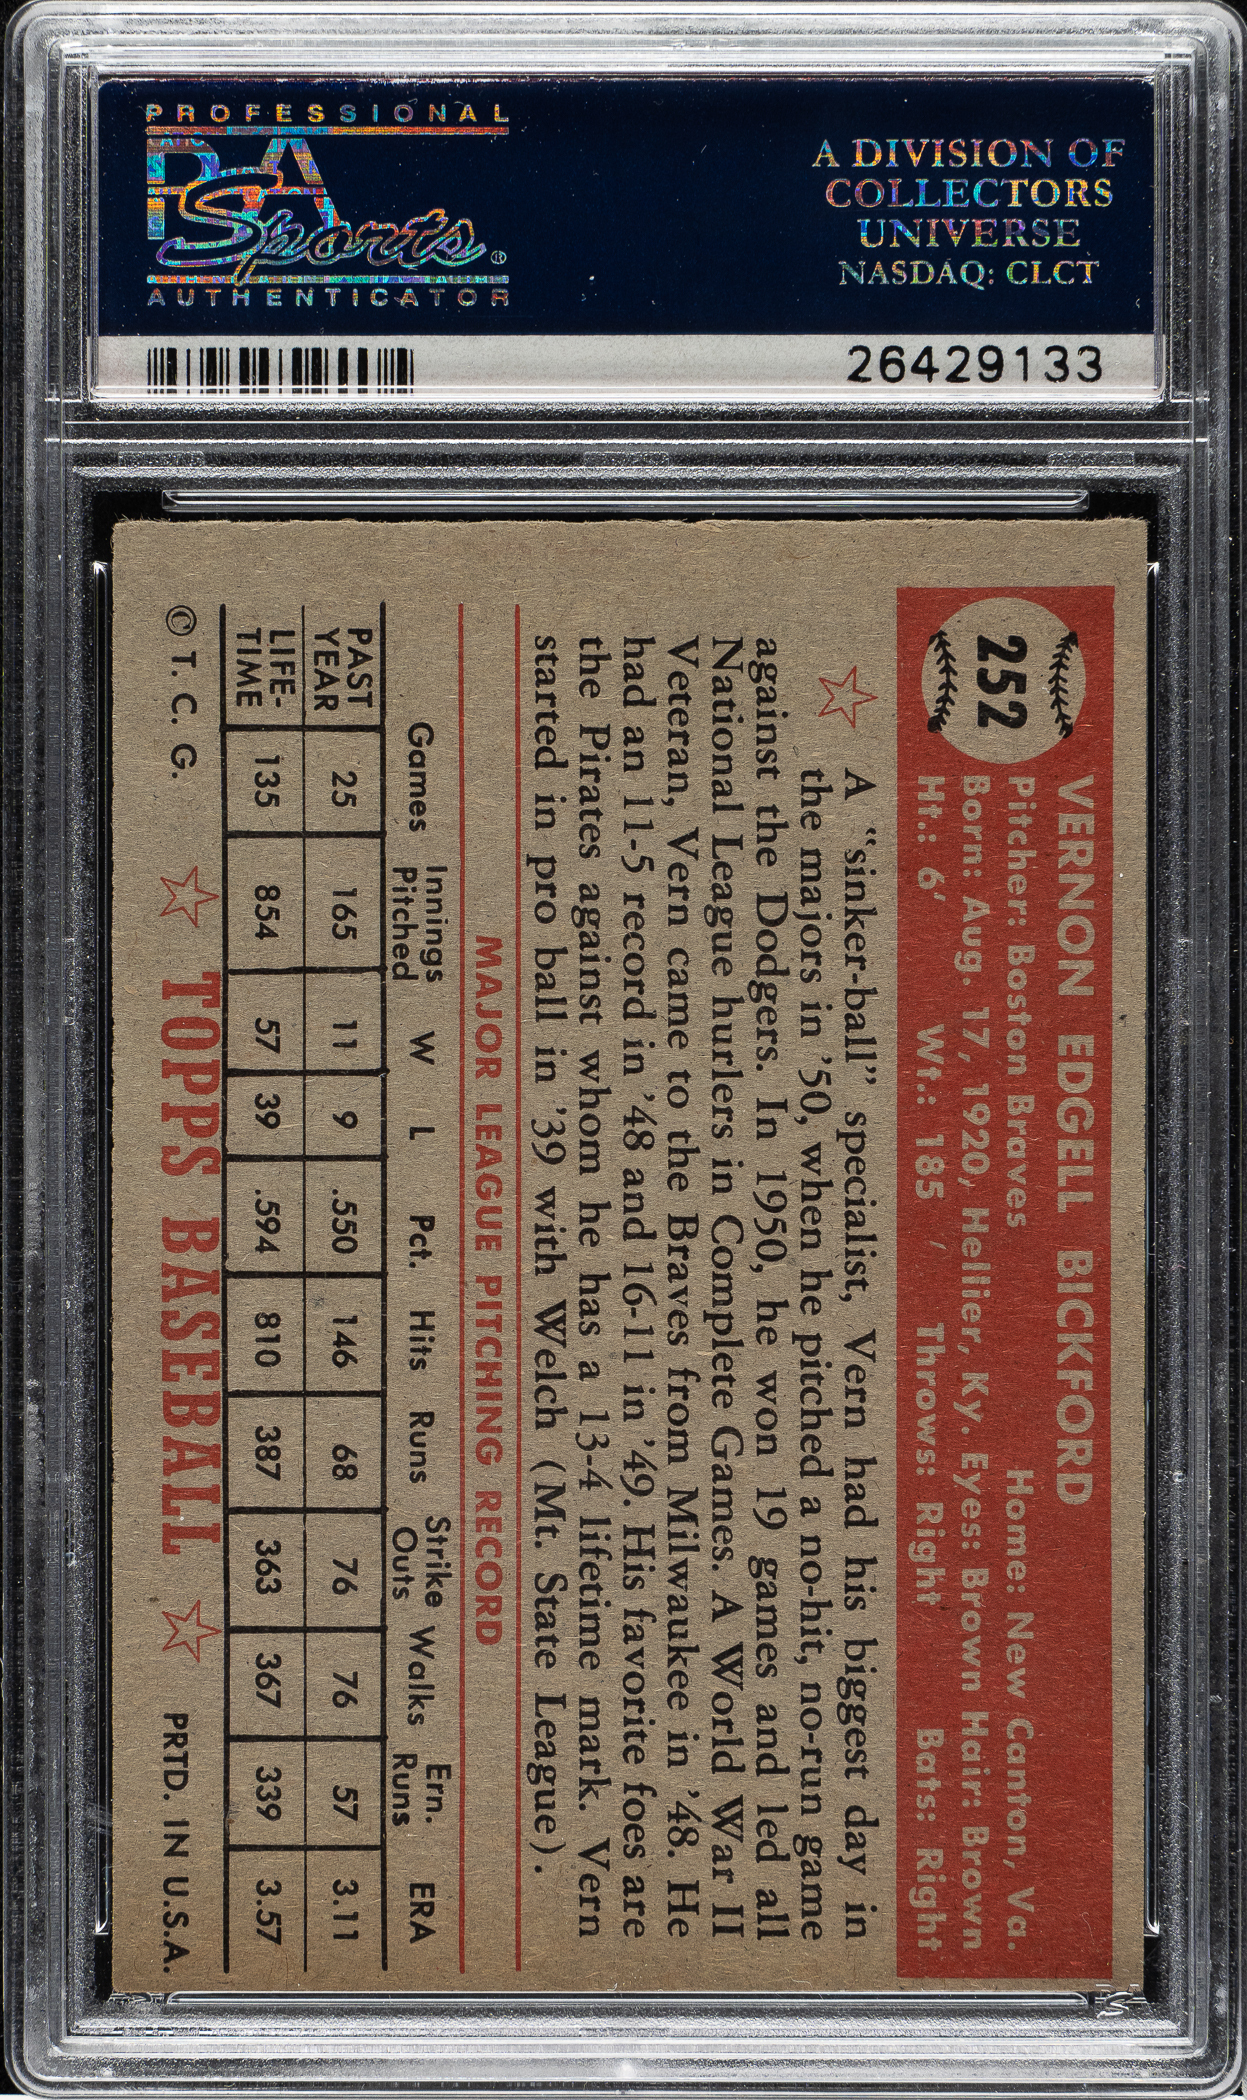 PROFESSIONAL
PSA
Sports®
AUTHENTICATOR
A DIVISION OF
COLLECTORS
UNIVERSE
NASDAQ: CLCT
26429133
252
VERNON EDGELL BICKFORD
Pitcher: Boston Braves Home: New Canton, Va.
Born: Aug. 17, 1920, Hellier, Ky. Eyes: Brown Hair: Brown
Ht.: 6' Wt.: 185 Throws: Right Bats: Right
A "sinker-ball" specialist, Vern had his biggest day in
the majors in '50, when he pitched a no-hit, no-run game
against the Dodgers. In 1950, he won 19 games and led all
National League hurlers in Complete Games. A World War II
Veteran, Vern came to the Braves from Milwaukee in '48. He
had an 11-5 record in '48 and 16-11 in '49. His favorite foes are
the Pirates against whom he has a 13-4 lifetime mark. Vern
started in pro ball in '39 with Welch (Mt. State League).
MAJOR LEAGUE PITCHING RECORD
Games Innings Pitched W L Pct. Hits Runs Strike Outs Walks Ern. Runs ERA
PAST YEAR 25 165 11 9 .550 146 68 76 76 57 3.11
LIFE-TIME 135 854 57 39 .594 810 387 363 367 339 3.57
© T. C. G. TOPPS BASEBALL PRTD. IN U.S.A.